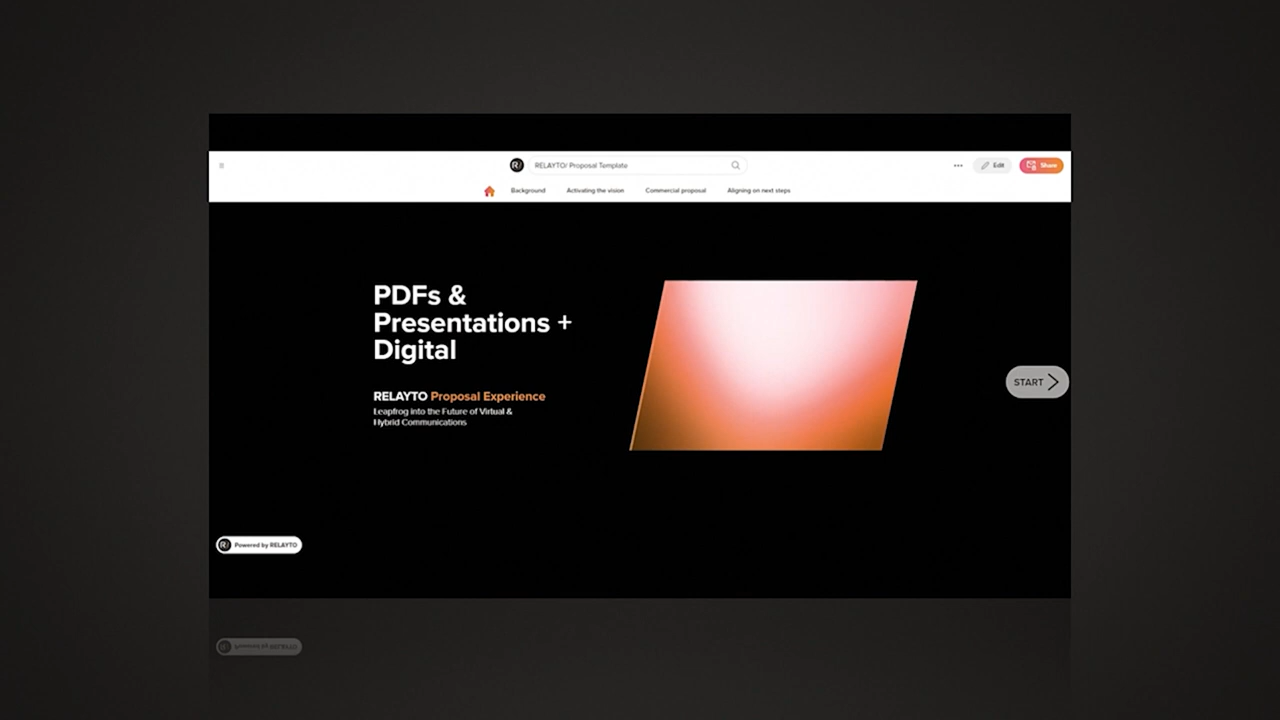 R/ RELAYTO/ Proposal Template
Edit
Share
Background Activating the vision Commercial proposal Aligning on next steps
PDFs &
Presentations +
Digital
RELAYTO Proposal Experience
Leapfrog into the Future of Virtual &
Hybrid Communications
START
R/ Powered by RELAYTO